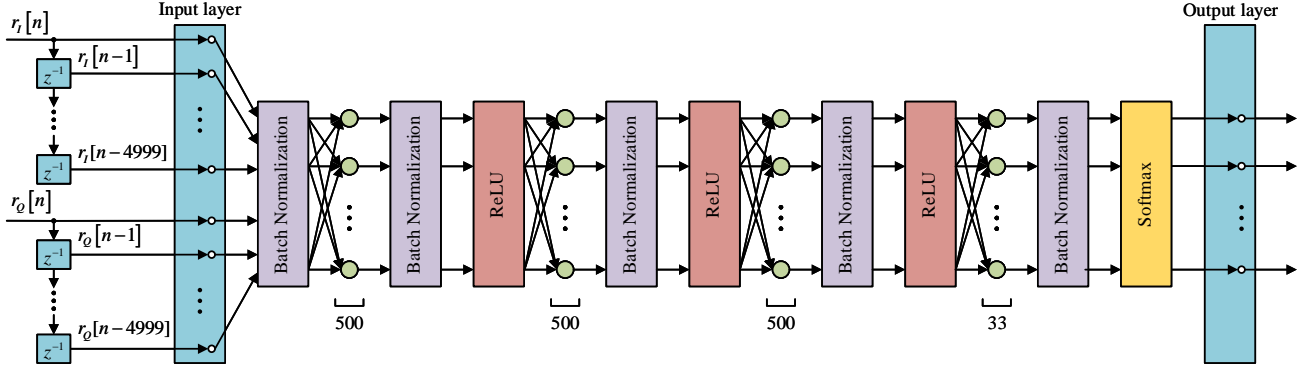 Input layer
Output layer
r_I[n]
r_I[n−1]
z⁻¹
r_I[n−4999]
z⁻¹
r_Q[n]
r_Q[n−1]
z⁻¹
r_Q[n−4999]
z⁻¹
Batch Normalization
500
Batch Normalization
ReLU
500
Batch Normalization
ReLU
500
Batch Normalization
ReLU
33
Batch Normalization
Softmax